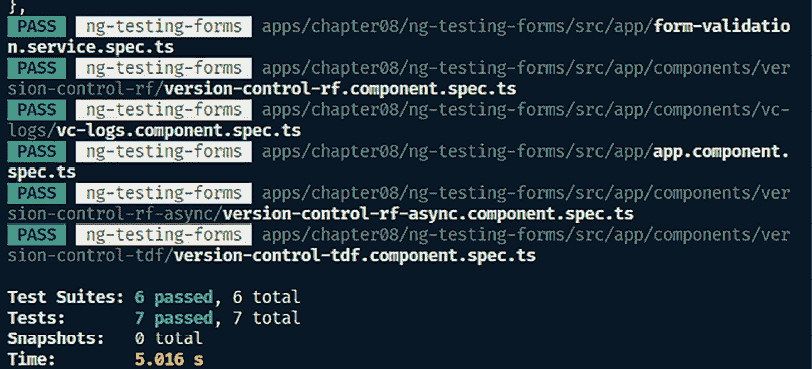 },
PASS ng-testing-forms apps/chapter08/ng-testing-forms/src/app/form-validatio
n.service.spec.ts
PASS ng-testing-forms apps/chapter08/ng-testing-forms/src/app/components/ver
sion-control-rf/version-control-rf.component.spec.ts
PASS ng-testing-forms apps/chapter08/ng-testing-forms/src/app/components/vc-
logs/vc-logs.component.spec.ts
PASS ng-testing-forms apps/chapter08/ng-testing-forms/src/app/app.component.
spec.ts
PASS ng-testing-forms apps/chapter08/ng-testing-forms/src/app/components/ver
sion-control-rf-async/version-control-rf-async.component.spec.ts
PASS ng-testing-forms apps/chapter08/ng-testing-forms/src/app/components/ver
sion-control-tdf/version-control-tdf.component.spec.ts
Test Suites: 6 passed, 6 total
Tests: 7 passed, 7 total
Snapshots: 0 total
Time: 5.016 s